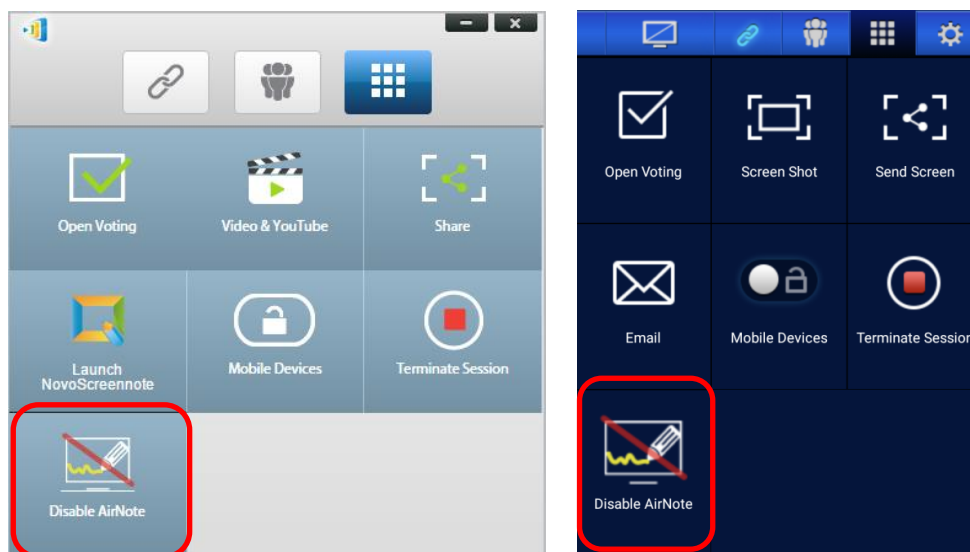 Open Voting
Video & YouTube
Share
Launch
NovoScreennote
Mobile Devices
Terminate Session
Disable AirNote
Open Voting
Screen Shot
Send Screen
Email
Mobile Devices
Terminate Session
Disable AirNote